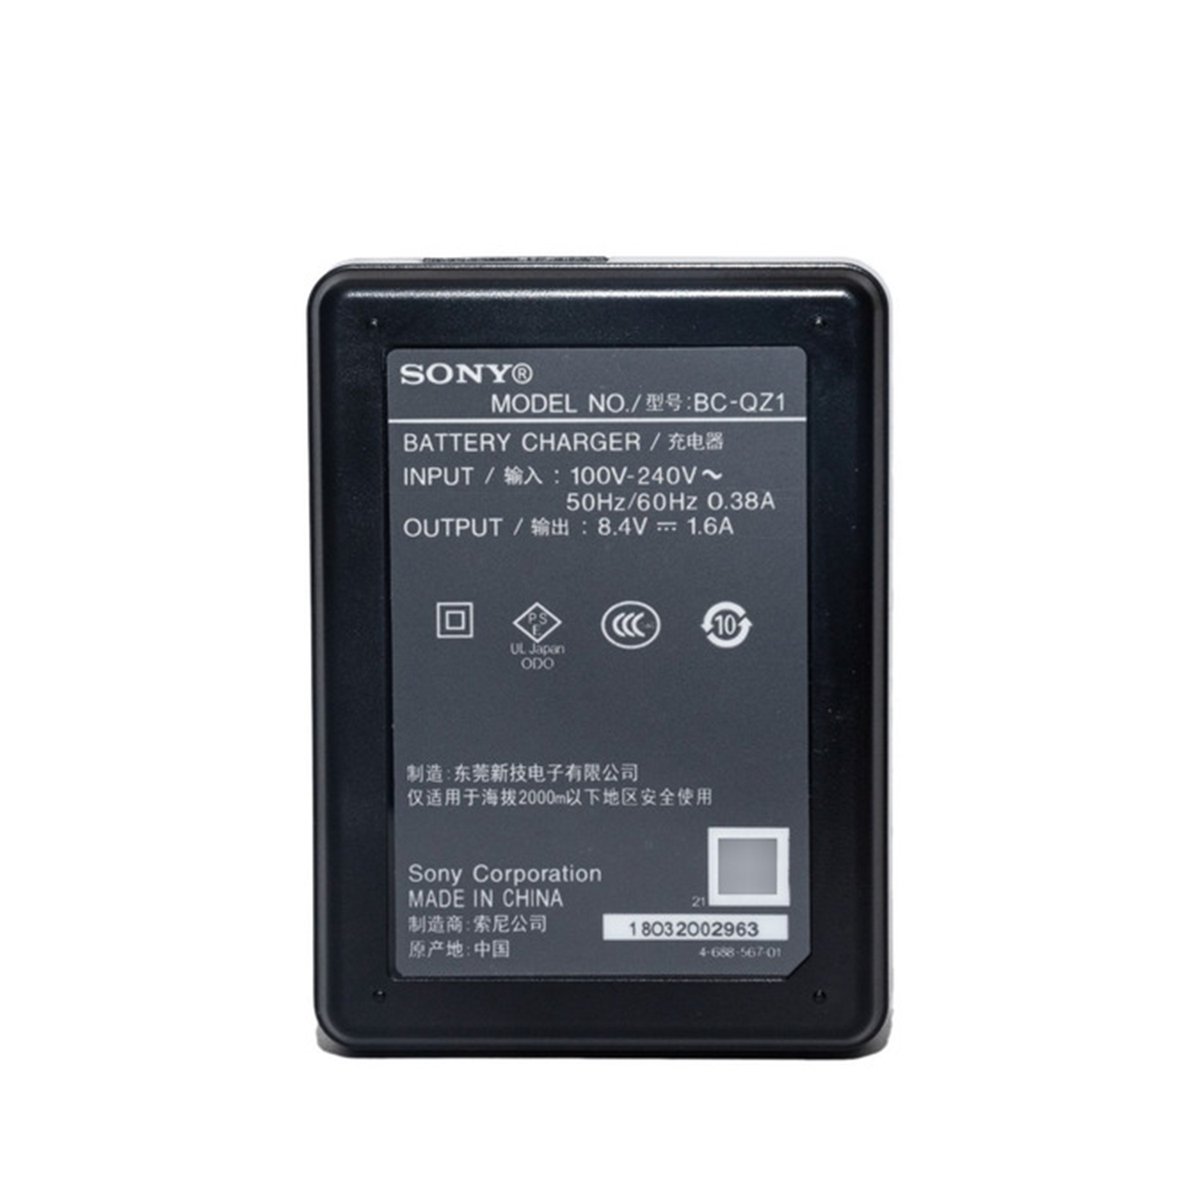 SONY®
MODEL NO./型号:BC-QZ1
BATTERY CHARGER / 充电器
INPUT / 输入 : 100V-240V～
50Hz/60Hz 0.38A
OUTPUT / 输出 : 8.4V ⎓ 1.6A
PSE
UL Japan
ODO
CCC
10
制造:东莞新技电子有限公司
仅适用于海拔2000m以下地区安全使用
Sony Corporation
MADE IN CHINA
21
制造商:索尼公司
18032002963
原产地:中国
4-688-567-01